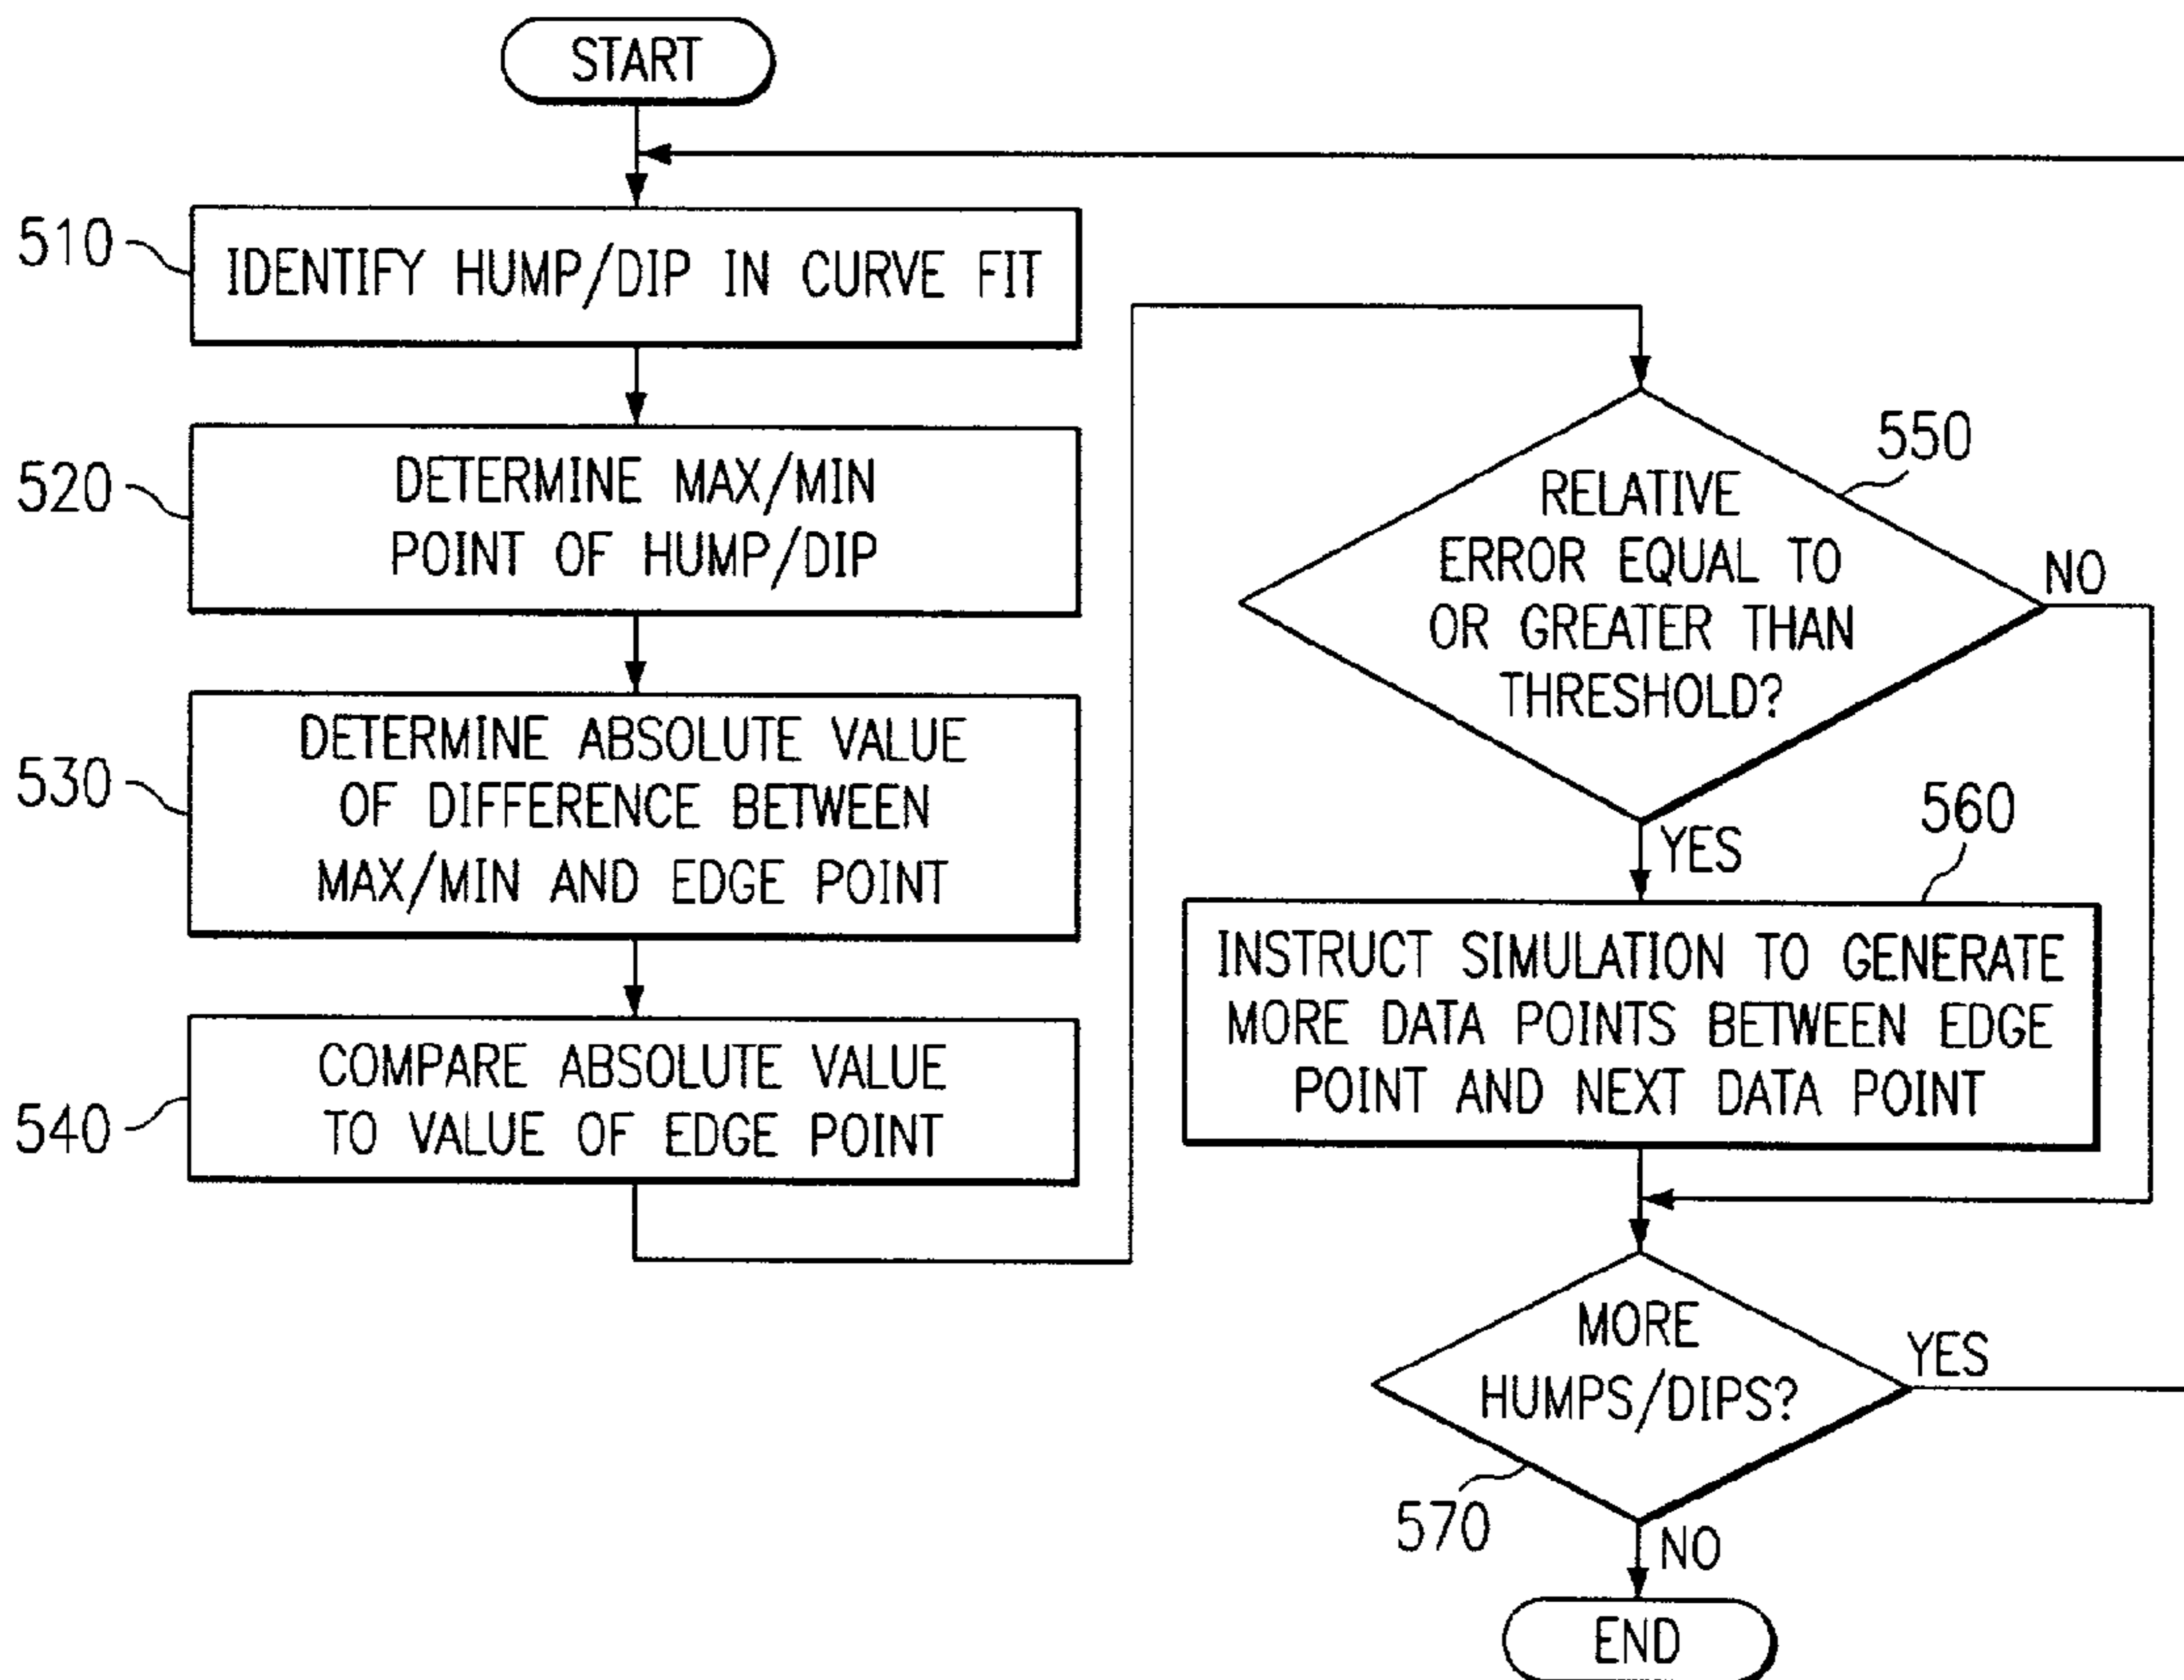 START
510
IDENTIFY HUMP/DIP IN CURVE FIT
520
DETERMINE MAX/MIN
POINT OF HUMP/DIP
530
DETERMINE ABSOLUTE VALUE
OF DIFFERENCE BETWEEN
MAX/MIN AND EDGE POINT
540
COMPARE ABSOLUTE VALUE
TO VALUE OF EDGE POINT
550
RELATIVE
ERROR EQUAL TO
OR GREATER THAN
THRESHOLD?
NO
YES
560
INSTRUCT SIMULATION TO GENERATE
MORE DATA POINTS BETWEEN EDGE
POINT AND NEXT DATA POINT
MORE
HUMPS/DIPS?
YES
570
NO
END